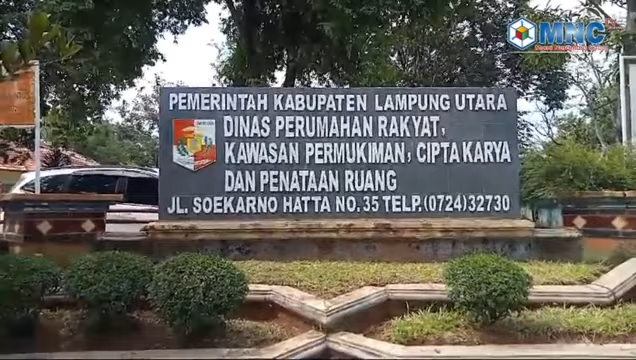 MNC
PEMERINTAH KABUPATEN LAMPUNG UTARA
DINAS PERUMAHAN RAKYAT,
KAWASAN PERMUKIMAN, CIPTA KARYA
DAN PENATAAN RUANG
JL. SOEKARNO HATTA NO. 35 TELP.(0724)32730